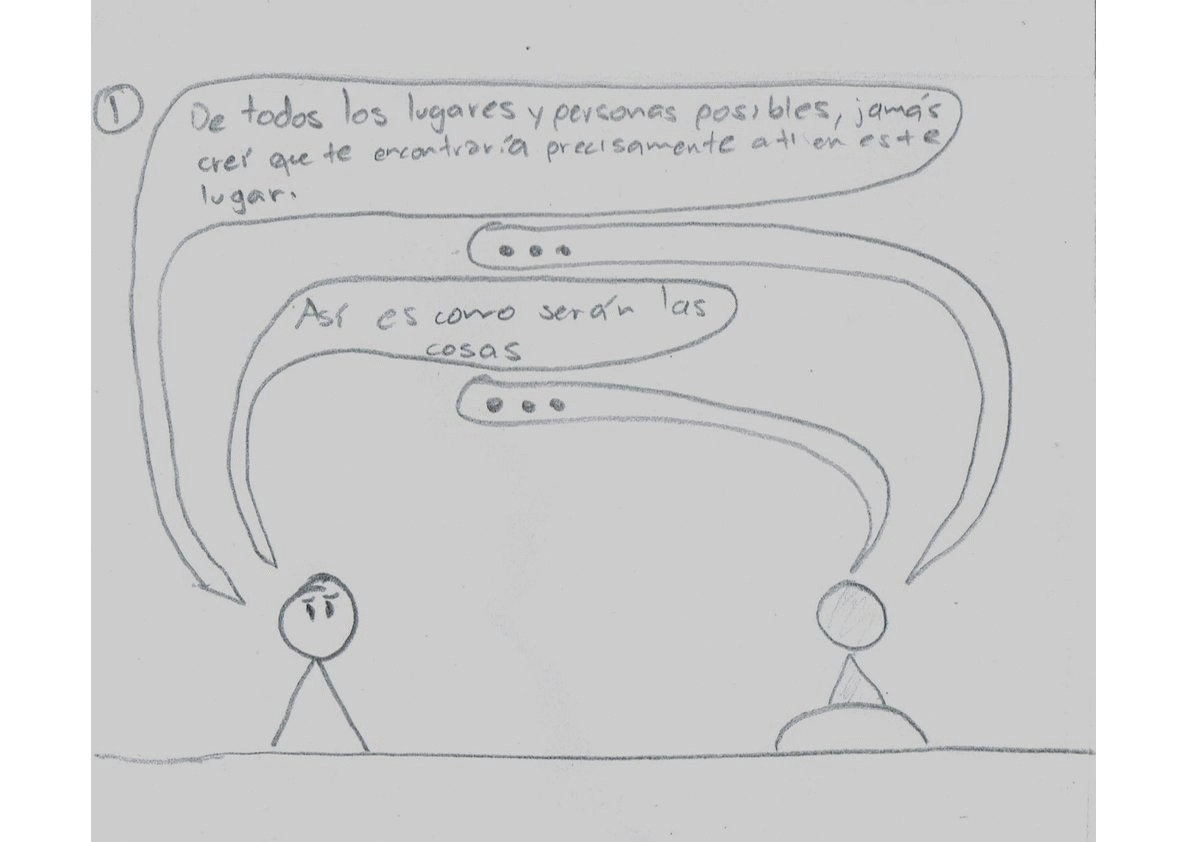 1
De todos los lugares y personas posibles, jamás
creí que te encontraría precisamente a ti en este
lugar.
...
Así es como serán las
cosas
...